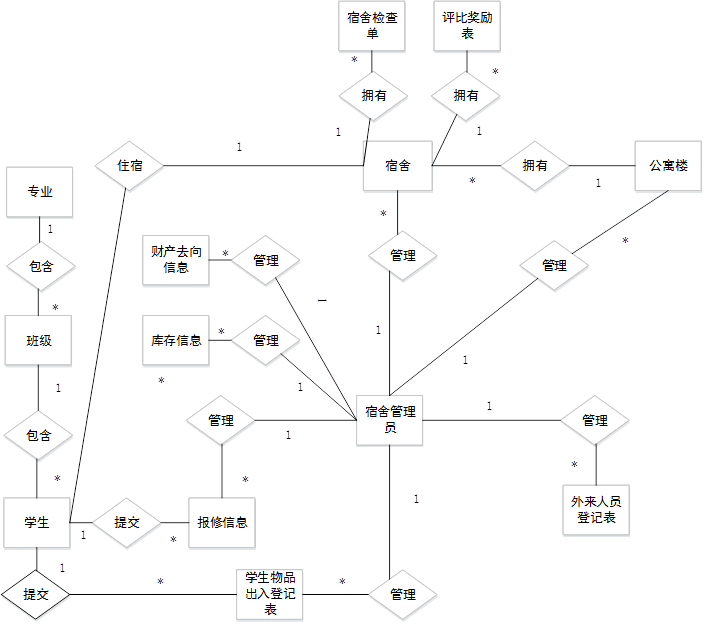 宿舍检查
单
评比奖励
表
*
*
拥有
拥有
1
1
1
住宿
宿舍
拥有
公寓楼
*
1
专业
*
1
*
财产去向
信息
*
管理
管理
管理
包含
1
*
库存信息
*
管理
1
班级
1
*
1
1
宿舍管理
员
1
管理
1
管理
包含
*
*
*
外来人员
登记表
1
学生
提交
报修信息
1
*
1
*
*
学生物品
出入登记
表
提交
管理